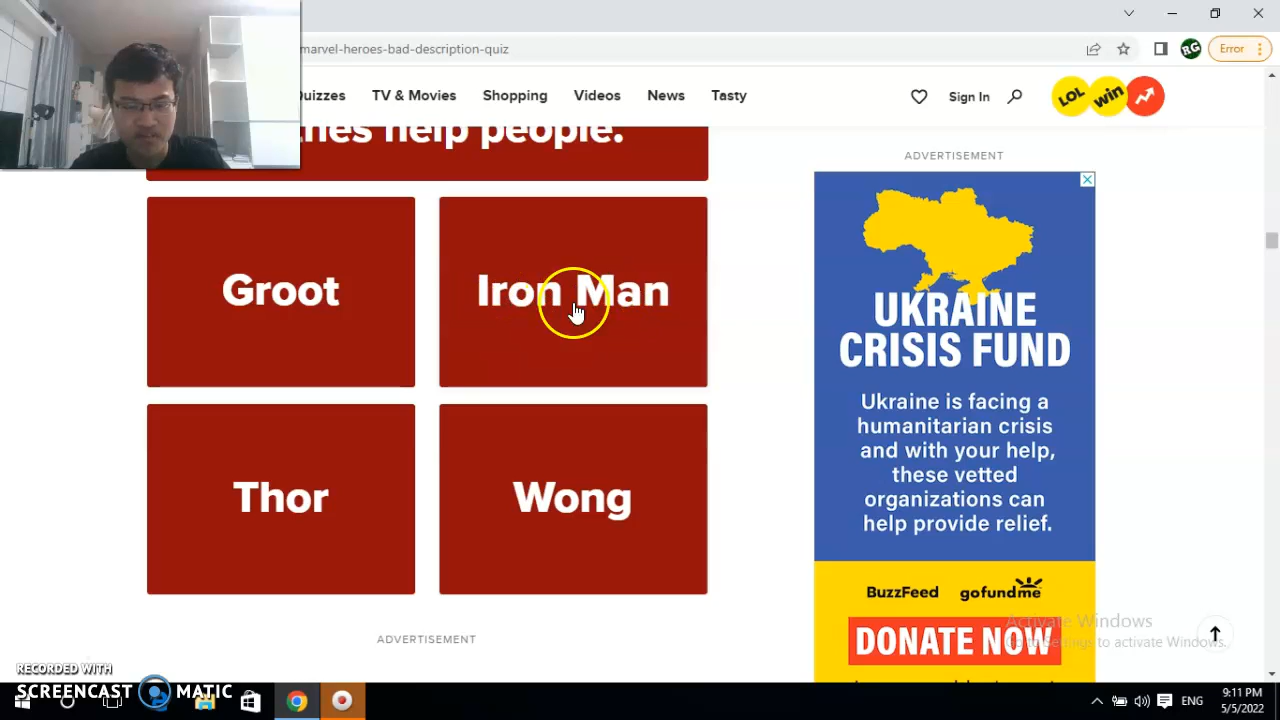 marvel-heroes-bad-description-quiz
RG
Error
Quizzes
TV & Movies
Shopping
Videos
News
Tasty
Sign In
LOL
win
help people.
ADVERTISEMENT
Groot
Iron Man
Thor
Wong
UKRAINE
CRISIS FUND
Ukraine is facing a
humanitarian crisis
and with your help,
these vetted
organizations can
help provide relief.
BuzzFeed gofundme
DONATE NOW
ADVERTISEMENT
Activate Windows
Go to Settings to activate Windows.
RECORDED WITH
SCREENCAST MATIC
ENG
9:11 PM
5/5/2022